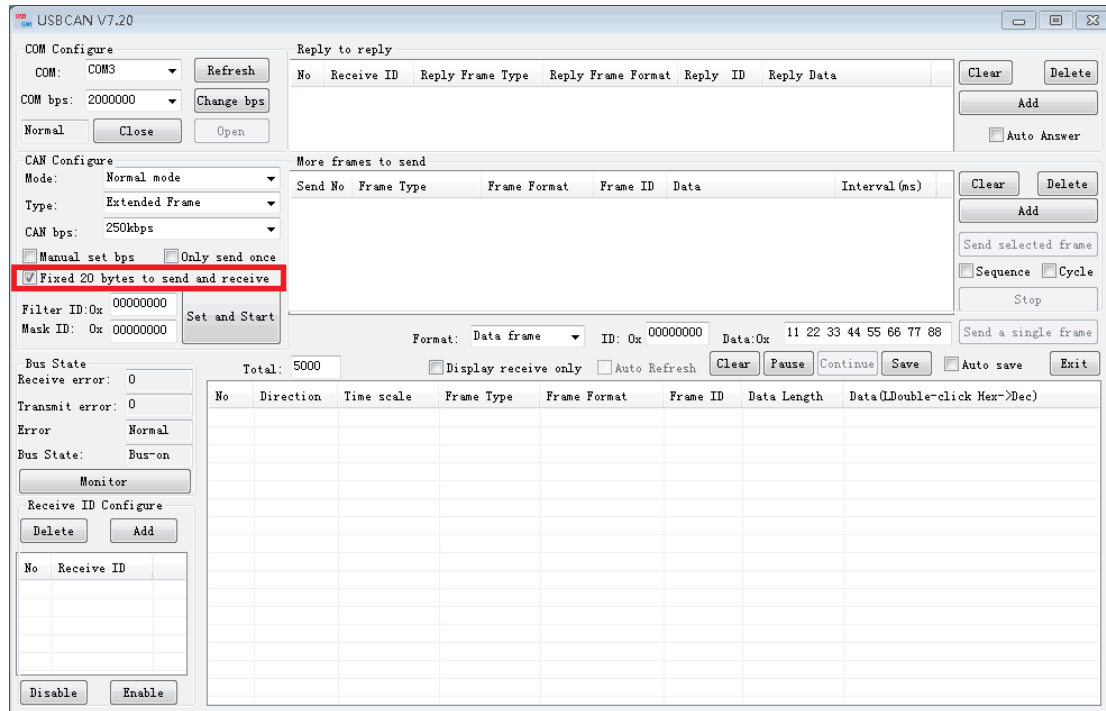 USB CAN USBCAN V7.20
COM Configure
COM: COM3 Refresh
COM bps: 2000000 Change bps
Normal Close Open
Reply to reply
No Receive ID Reply Frame Type Reply Frame Format Reply ID Reply Data
Clear Delete
Add
Auto Answer
CAN Configure
Mode: Normal mode
Type: Extended Frame
CAN bps: 250kbps
Manual set bps Only send once
Fixed 20 bytes to send and receive
Filter ID:0x 00000000
Mask ID: 0x 00000000
Set and Start
More frames to send
Send No Frame Type Frame Format Frame ID Data Interval(ms)
Clear Delete
Add
Send selected frame
Sequence Cycle
Stop
Format: Data frame ID: 0x 00000000 Data:0x 11 22 33 44 55 66 77 88 Send a single frame
Total: 5000 Display receive only Auto Refresh Clear Pause Continue Save Auto save Exit
Bus State
Receive error: 0
Transmit error: 0
Error Normal
Bus State: Bus-on
Monitor
No Direction Time scale Frame Type Frame Format Frame ID Data Length Data(LDouble-click Hex->Dec)
Receive ID Configure
Delete Add
No Receive ID
Disable Enable